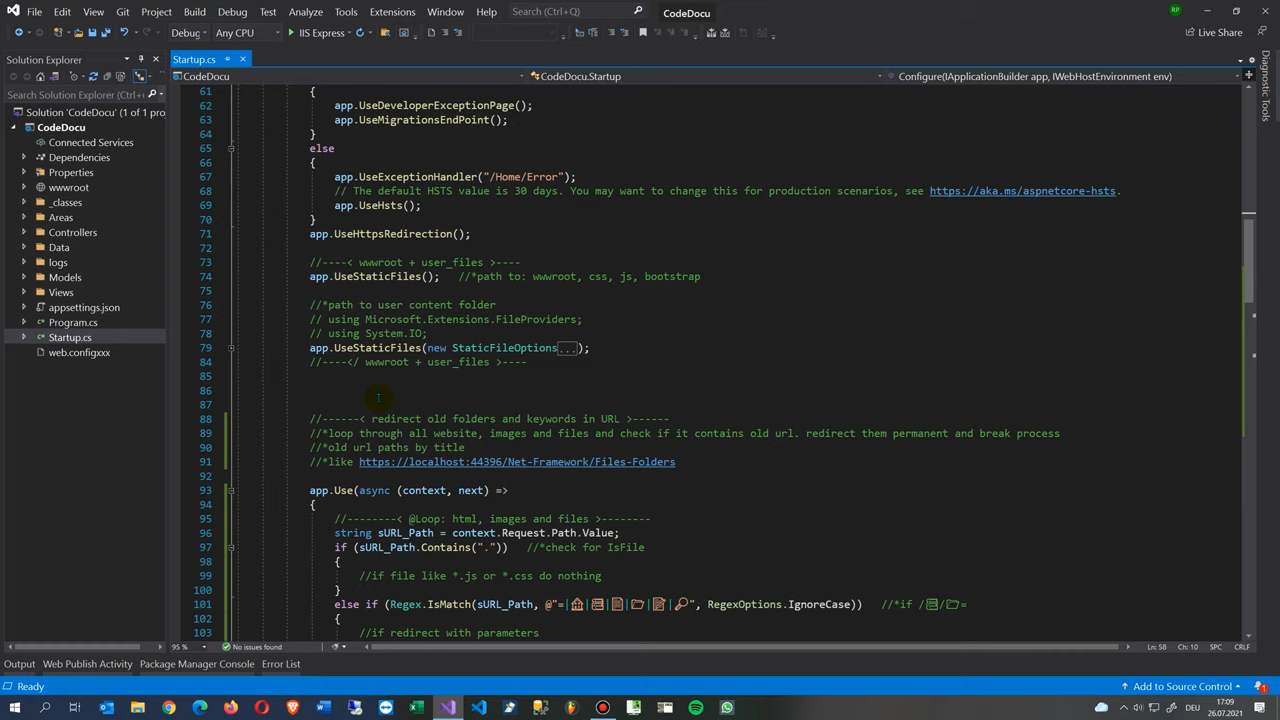 File Edit View Git Project Build Debug Test Analyze Tools Extensions Window Help Search (Ctrl+Q) CodeDocu RP
Debug Any CPU IIS Express Live Share
Solution Explorer
Startup.cs
CodeDocu CodeDocu.Startup Configure(IApplicationBuilder app, IWebHostEnvironment env)
Search Solution Explorer (Ctrl+
Solution 'CodeDocu' (1 of 1 pro
CodeDocu
Connected Services
Dependencies
Properties
wwwroot
_classes
Areas
Controllers
Data
logs
Models
Views
appsettings.json
Program.cs
Startup.cs
web.configxxx
Diagnostic Tools
61 {
62 app.UseDeveloperExceptionPage();
63 app.UseMigrationsEndPoint();
64 }
65 else
66 {
67 app.UseExceptionHandler("/Home/Error");
68 // The default HSTS value is 30 days. You may want to change this for production scenarios, see https://aka.ms/aspnetcore-hsts.
69 app.UseHsts();
70 }
71 app.UseHttpsRedirection();
72
73 //----< wwwroot + user_files >----
74 app.UseStaticFiles(); //*path to: wwwroot, css, js, bootstrap
75
76 //*path to user content folder
77 // using Microsoft.Extensions.FileProviders;
78 // using System.IO;
79 app.UseStaticFiles(new StaticFileOptions...);
84 //----</ wwwroot + user_files >----
85
86
87
88 //------< redirect old folders and keywords in URL >------
89 //*loop through all website, images and files and check if it contains old url. redirect them permanent and break process
90 //*old url paths by title
91 //*like https://localhost:44396/Net-Framework/Files-Folders
92
93 app.Use(async (context, next) =>
94 {
95 //--------< @Loop: html, images and files >--------
96 string sURL_Path = context.Request.Path.Value;
97 if (sURL_Path.Contains(".")) //*check for IsFile
98 {
99 //if file like *.js or *.css do nothing
100 }
101 else if (Regex.IsMatch(sURL_Path, @"=|🏠|📇|📄|📁|📝|🔎", RegexOptions.IgnoreCase)) //*if /📇/📁=
102 {
103 //if redirect with parameters
95 % No issues found Ln: 58 Ch: 10 SPC CRLF
Output Web Publish Activity Package Manager Console Error List
Ready Add to Source Control 1
DEU 17:09
26.07.2021